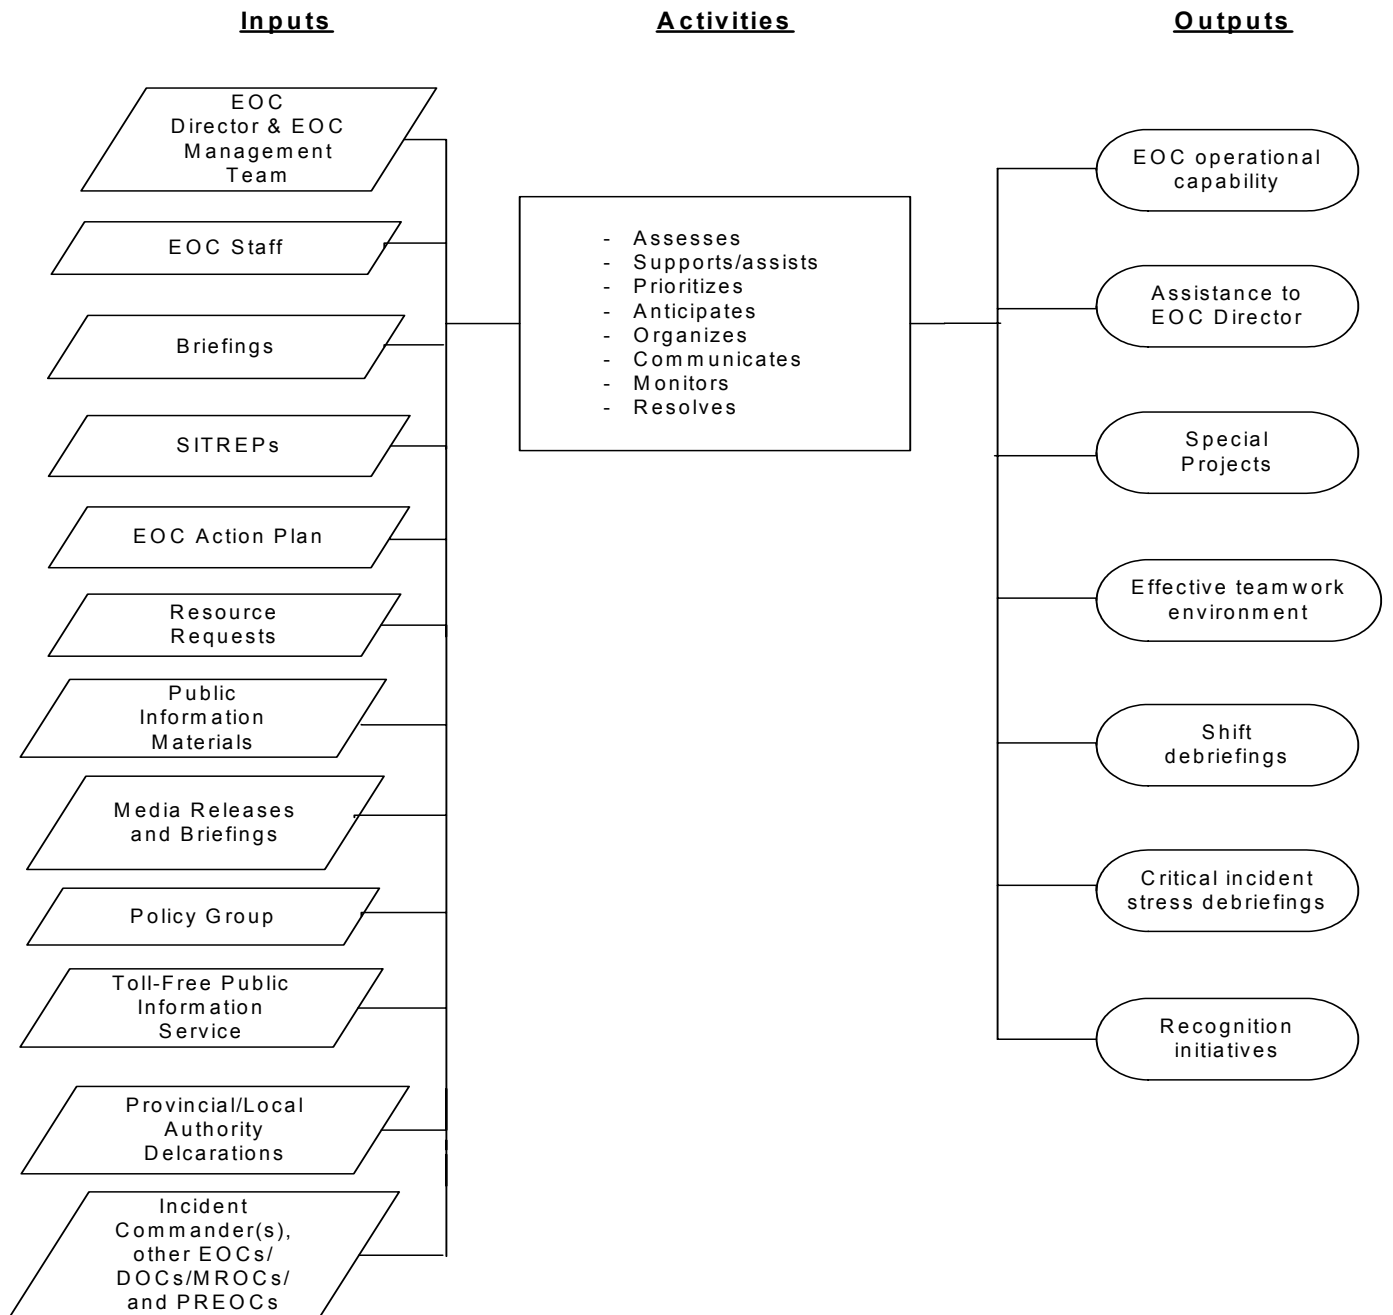 Inputs
Activities
Outputs
EOC
Director & EOC
Management
Team
EOC Staff
Briefings
SITREPs
EOC Action Plan
Resource
Requests
Public
Information
Materials
Media Releases
and Briefings
Policy Group
Toll-Free Public
Information
Service
Provincial/Local
Authority
Delcarations
Incident
Commander(s),
other EOCs/
DOCs/MROCs/
and PREOCs
- Assesses
- Supports/assists
- Prioritizes
- Anticipates
- Organizes
- Communicates
- Monitors
- Resolves
EOC operational
capability
Assistance to
EOC Director
Special
Projects
Effective teamwork
environment
Shift
debriefings
Critical incident
stress debriefings
Recognition
initiatives